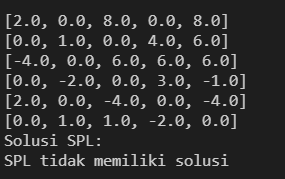 [2.0, 0.0, 8.0, 0.0, 8.0]
[0.0, 1.0, 0.0, 4.0, 6.0]
[-4.0, 0.0, 6.0, 6.0, 6.0]
[0.0, -2.0, 0.0, 3.0, -1.0]
[2.0, 0.0, -4.0, 0.0, -4.0]
[0.0, 1.0, 1.0, -2.0, 0.0]
Solusi SPL:
SPL tidak memiliki solusi